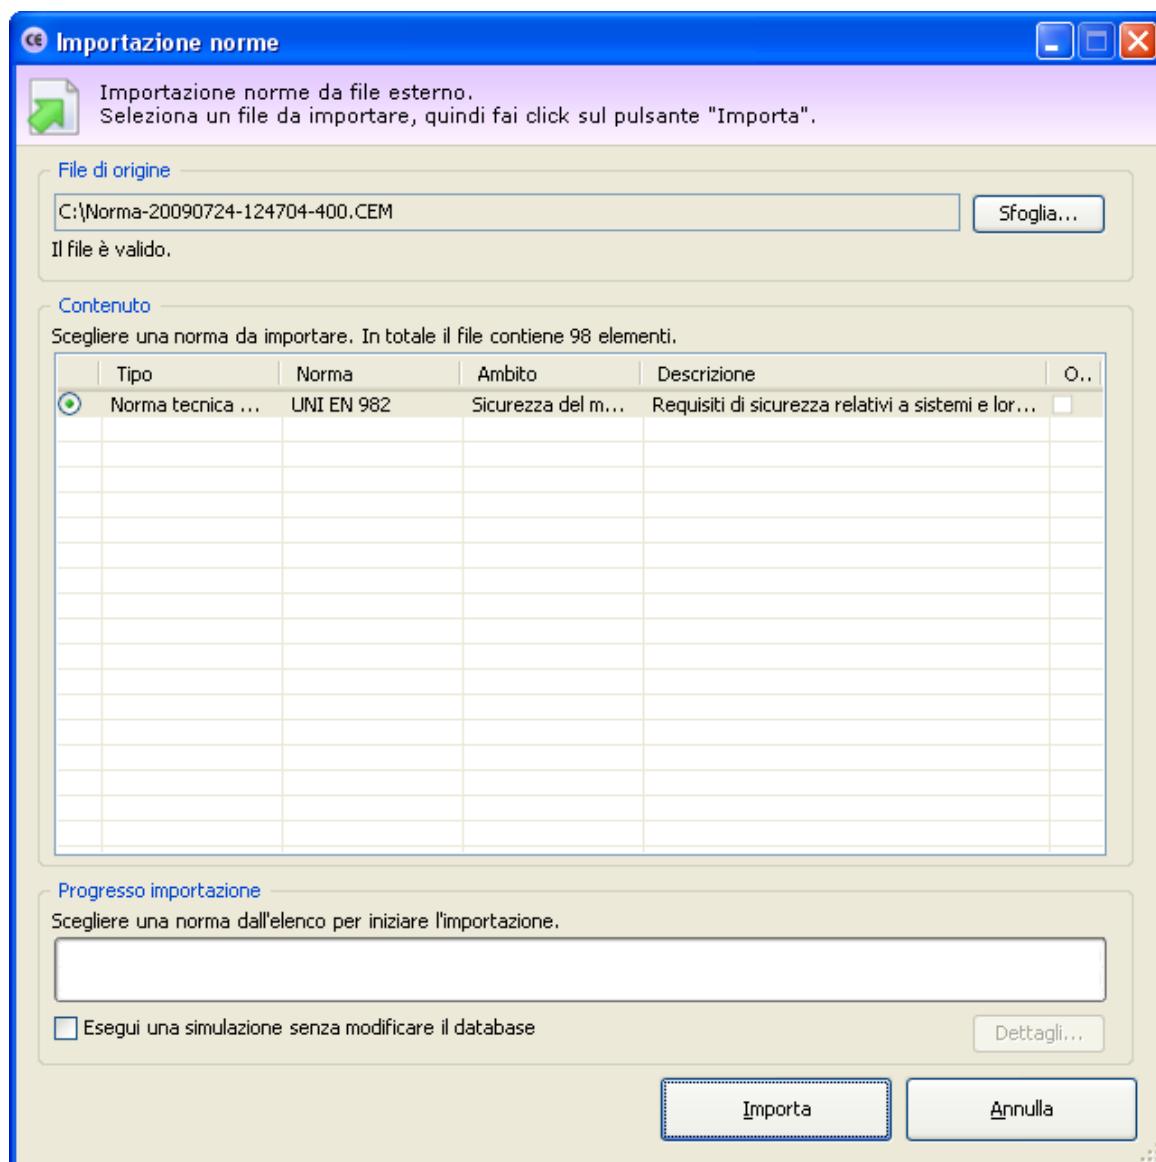 CE Importazione norme
Importazione norme da file esterno.
Seleziona un file da importare, quindi fai click sul pulsante "Importa".
File di origine
C:\Norma-20090724-124704-400.CEM
Sfoglia...
Il file è valido.
Contenuto
Scegliere una norma da importare. In totale il file contiene 98 elementi.
Tipo Norma Ambito Descrizione O..
Norma tecnica ... UNI EN 982 Sicurezza del m... Requisiti di sicurezza relativi a sistemi e lor...
Progresso importazione
Scegliere una norma dall'elenco per iniziare l'importazione.
Esegui una simulazione senza modificare il database
Dettagli...
Importa Annulla